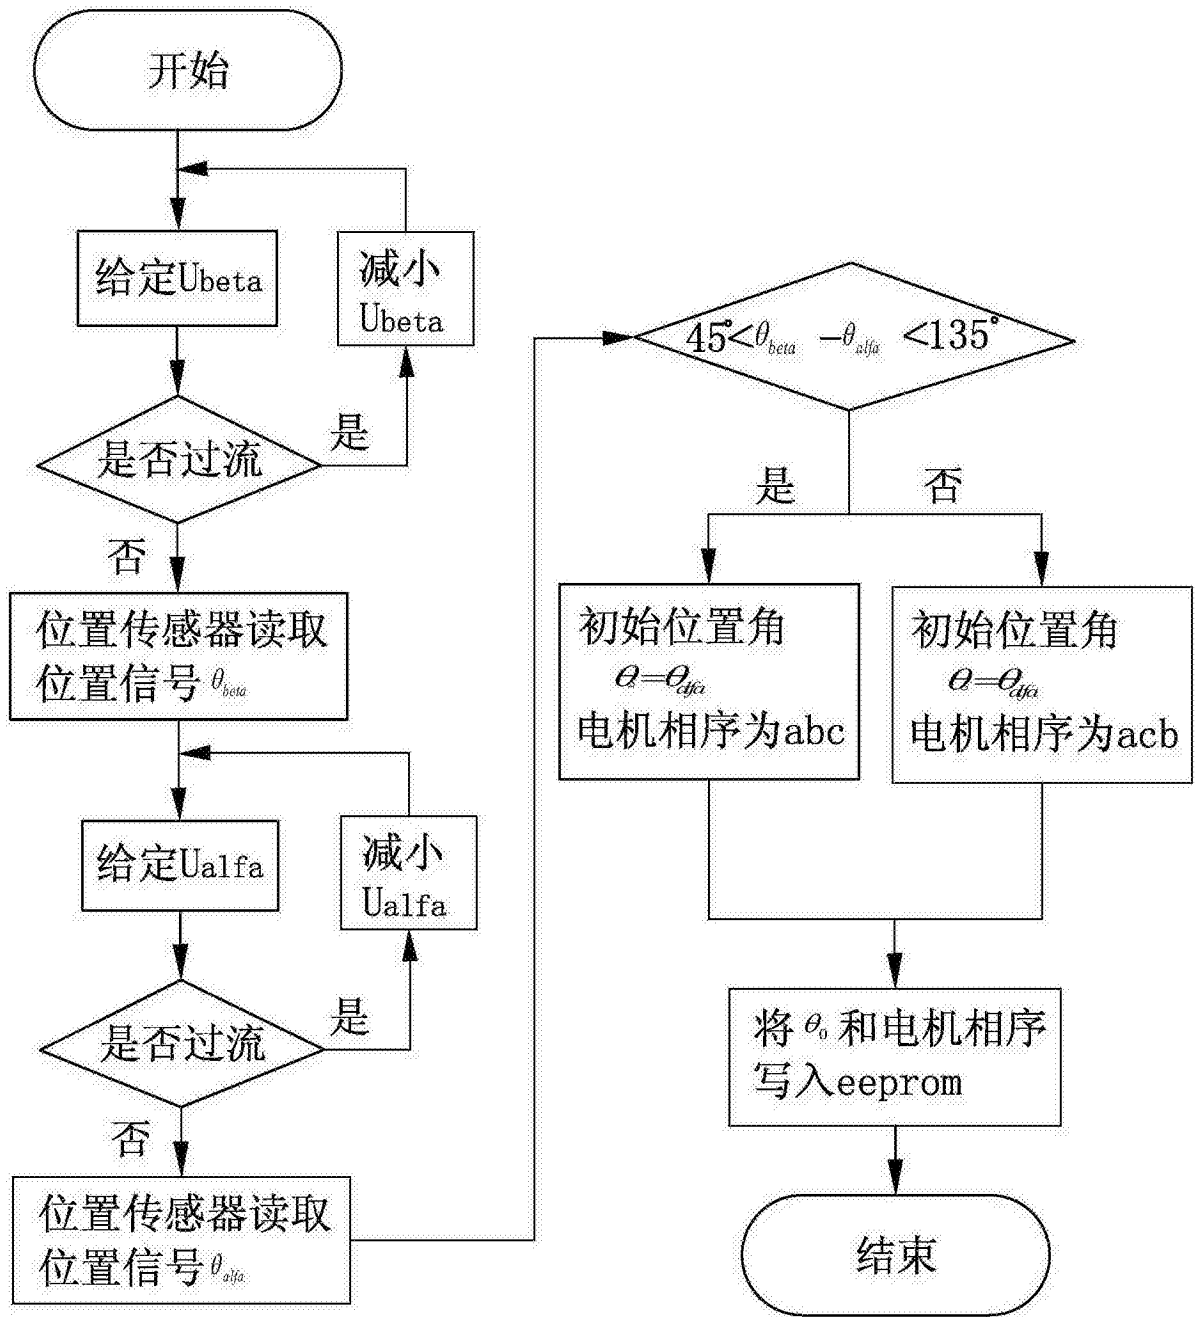 开始
给定Ubeta
减小
Ubeta
是否过流
是
否
位置传感器读取
位置信号θbeta
给定Ualfa
减小
Ualfa
是否过流
是
否
位置传感器读取
位置信号θalfa
45°<θbeta -θalfa <135°
是
否
初始位置角
θ0=θalfa
电机相序为abc
初始位置角
θ0=θalfa
电机相序为acb
将θ0和电机相序
写入eeprom
结束